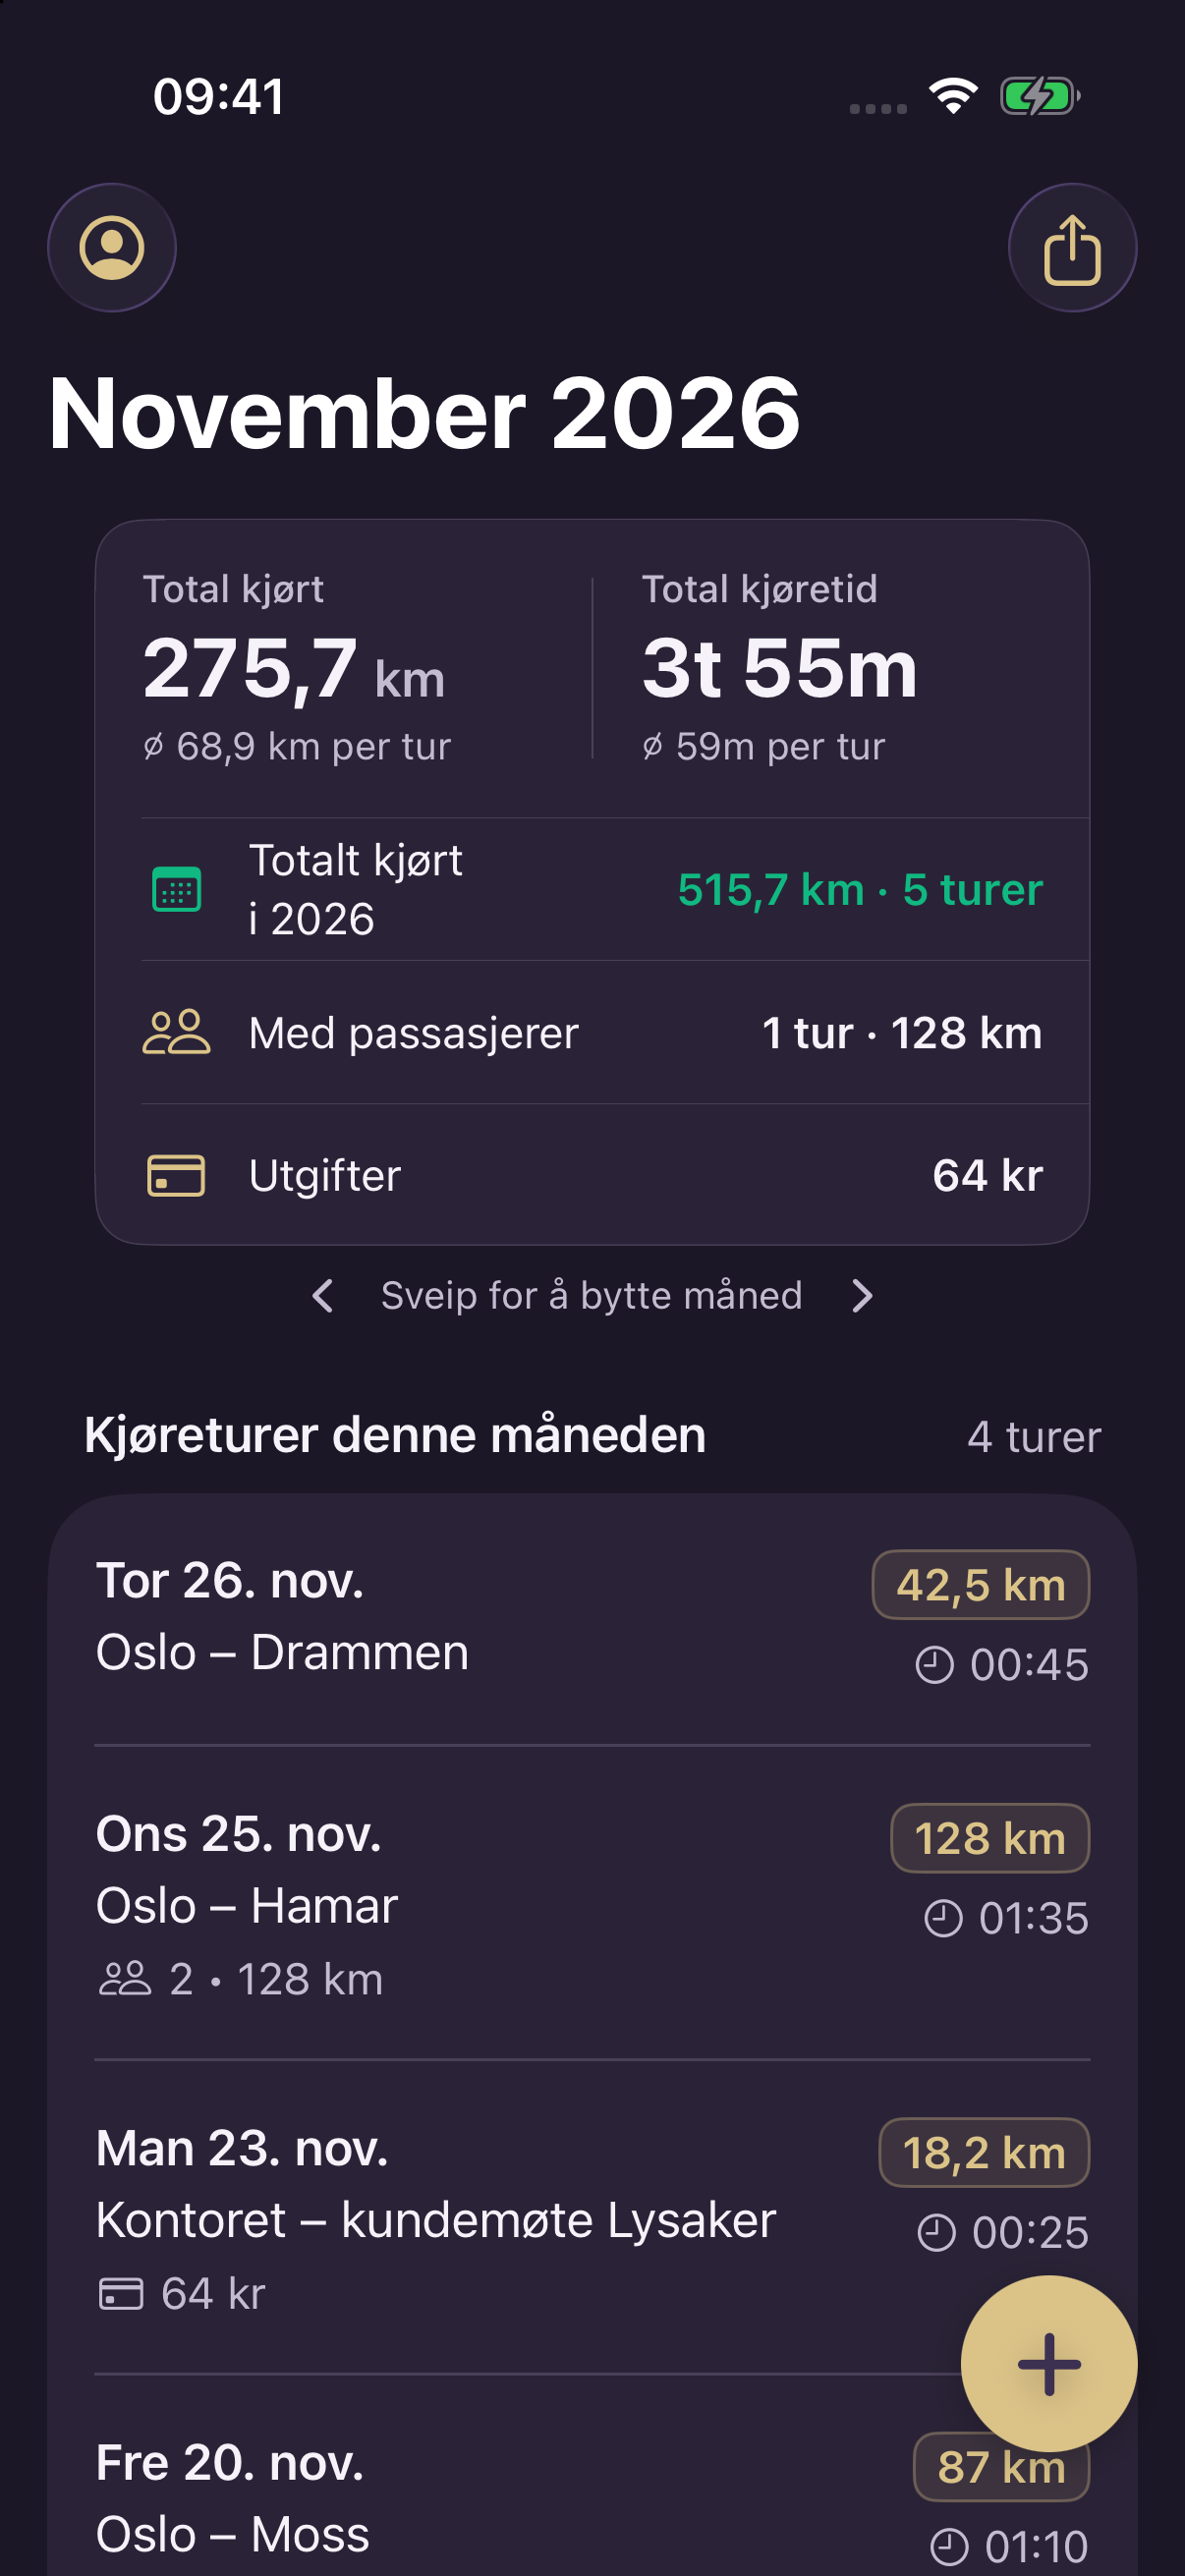 09:41
November 2026
Total kjørt
275,7 km
⌀ 68,9 km per tur
Total kjøretid
3t 55m
⌀ 59m per tur
Totalt kjørt
i 2026
515,7 km · 5 turer
Med passasjerer
1 tur · 128 km
Utgifter
64 kr
Sveip for å bytte måned
Kjøreturer denne måneden
4 turer
Tor 26. nov.
42,5 km
Oslo – Drammen
00:45
Ons 25. nov.
128 km
Oslo – Hamar
01:35
2 • 128 km
Man 23. nov.
18,2 km
Kontoret – kundemøte Lysaker
00:25
64 kr
Fre 20. nov.
87 km
Oslo – Moss
01:10